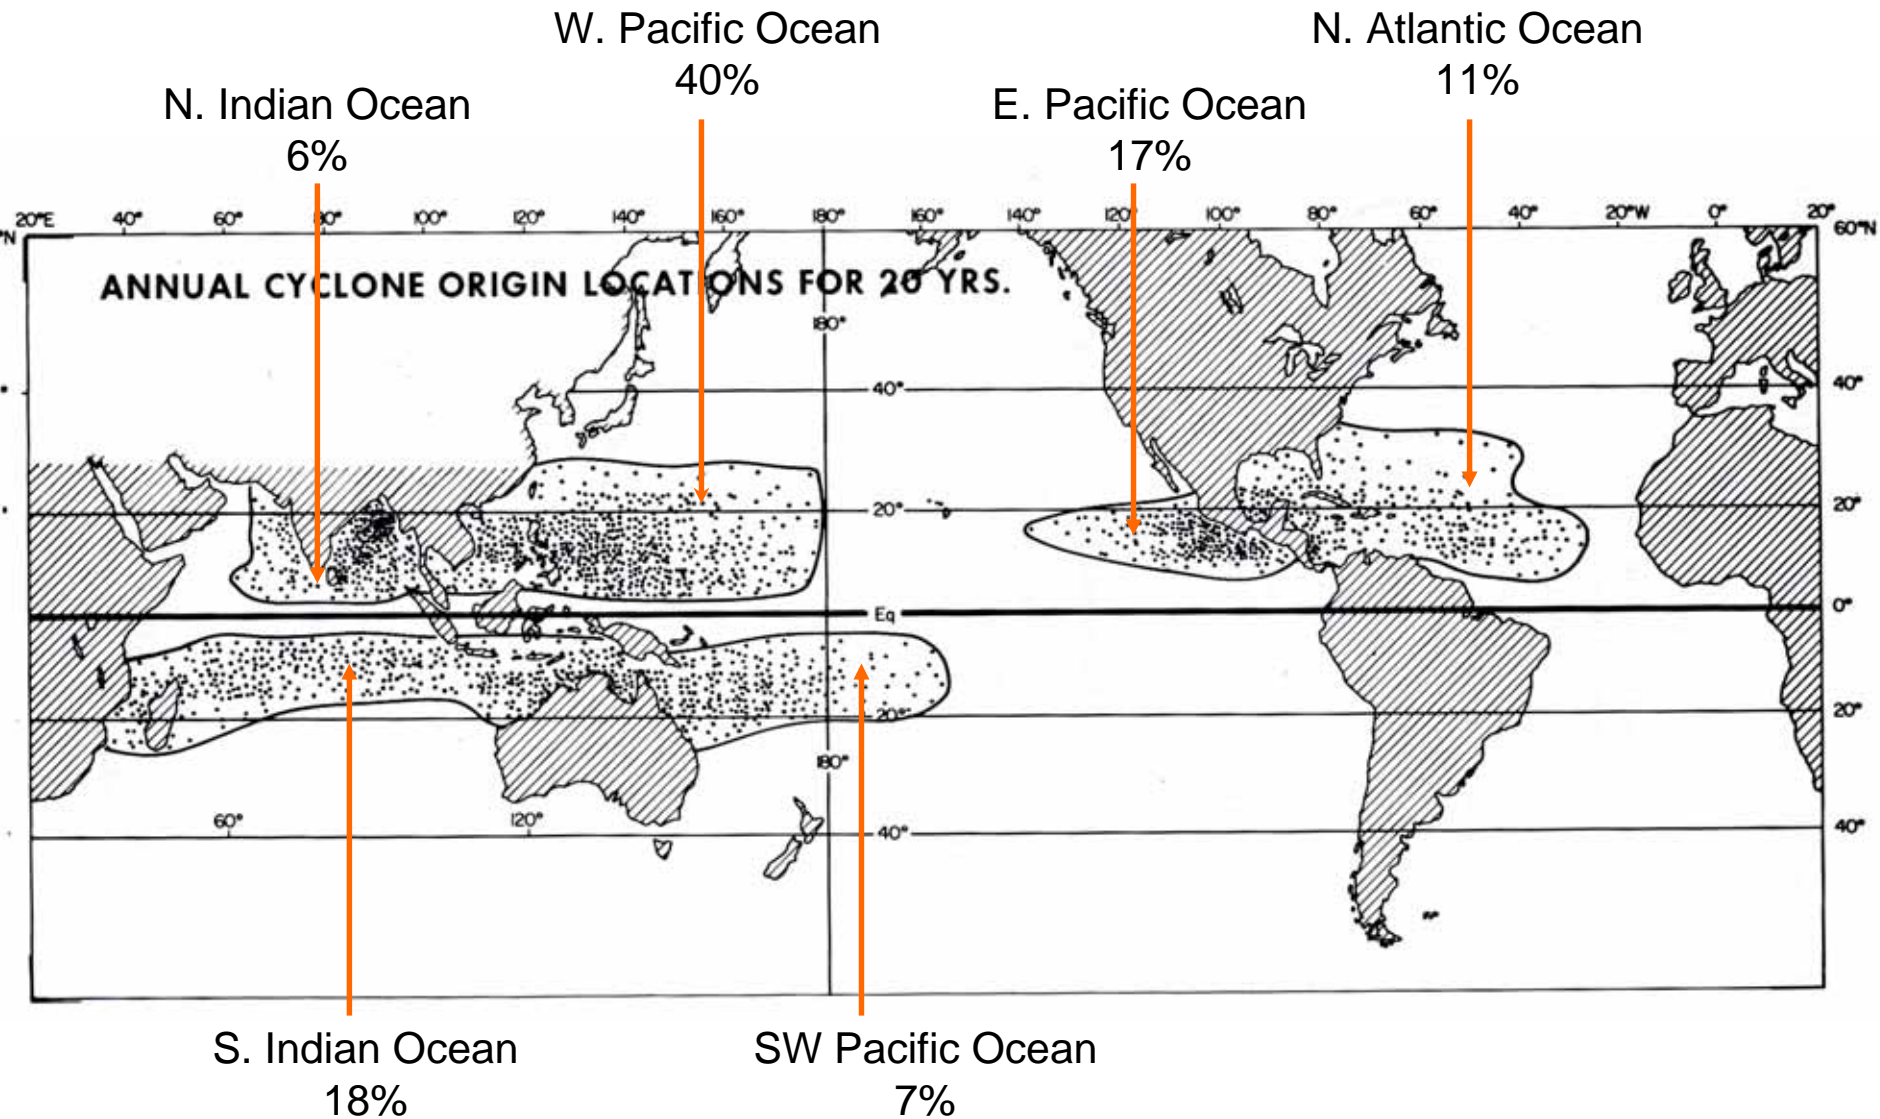 W. Pacific Ocean
40%
N. Atlantic Ocean
11%
N. Indian Ocean
6%
E. Pacific Ocean
17%
20°E 40° 60° 80° 100° 120° 140° 160° 180° 160° 140° 120° 100° 80° 60° 40° 20°W 0° 20°
°N
60°N
ANNUAL CYCLONE ORIGIN LOCATIONS FOR 20 YRS.
180°
40°
40°
20°
20°
Eq
0°
20°
20°
180°
60°
120°
40°
40°
S. Indian Ocean
18%
SW Pacific Ocean
7%